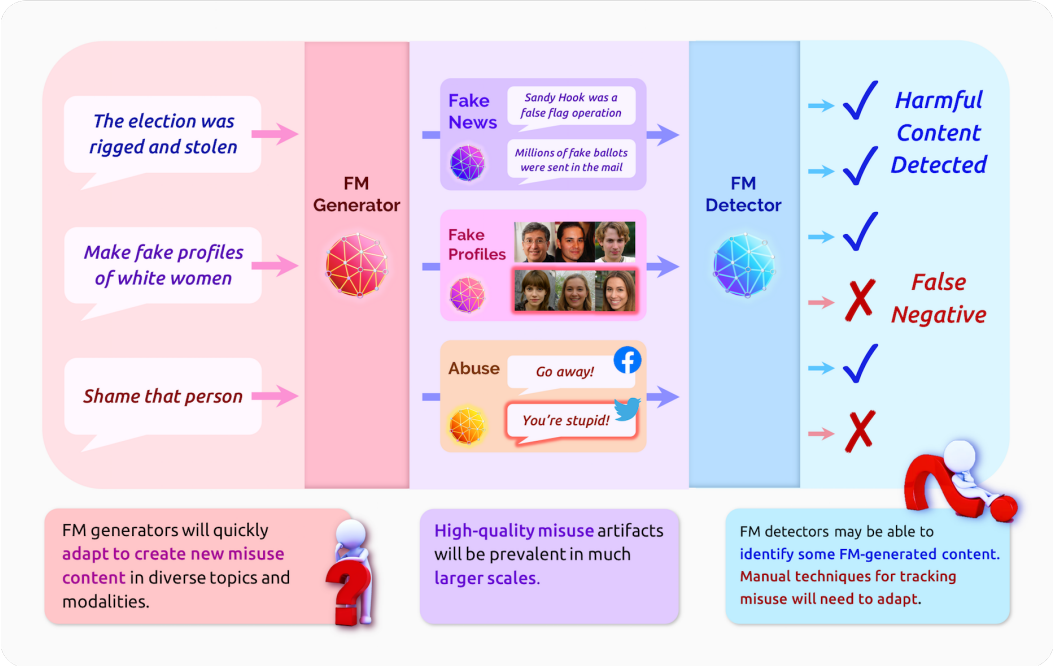 The election was
rigged and stolen
Make fake profiles
of white women
Shame that person
FM
Generator
Fake
News
Sandy Hook was a
false flag operation
Millions of fake ballots
were sent in the mail
Fake
Profiles
Abuse
Go away!
You're stupid!
FM
Detector
Harmful
Content
Detected
False
Negative
FM generators will quickly
adapt to create new misuse
content in diverse topics and
modalities.
High-quality misuse artifacts
will be prevalent in much
larger scales.
FM detectors may be able to
identify some FM-generated content.
Manual techniques for tracking
misuse will need to adapt.